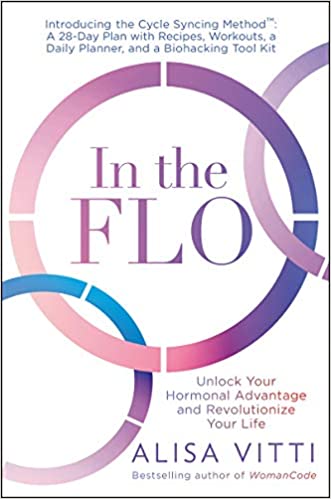 Introducing the Cycle Syncing Method™:
A 28-Day Plan with Recipes, Workouts, a
Daily Planner, and a Biohacking Tool Kit
In the
FLO
Unlock Your
Hormonal Advantage
and Revolutionize
Your Life
ALISA VITTI
Bestselling author of WomanCode